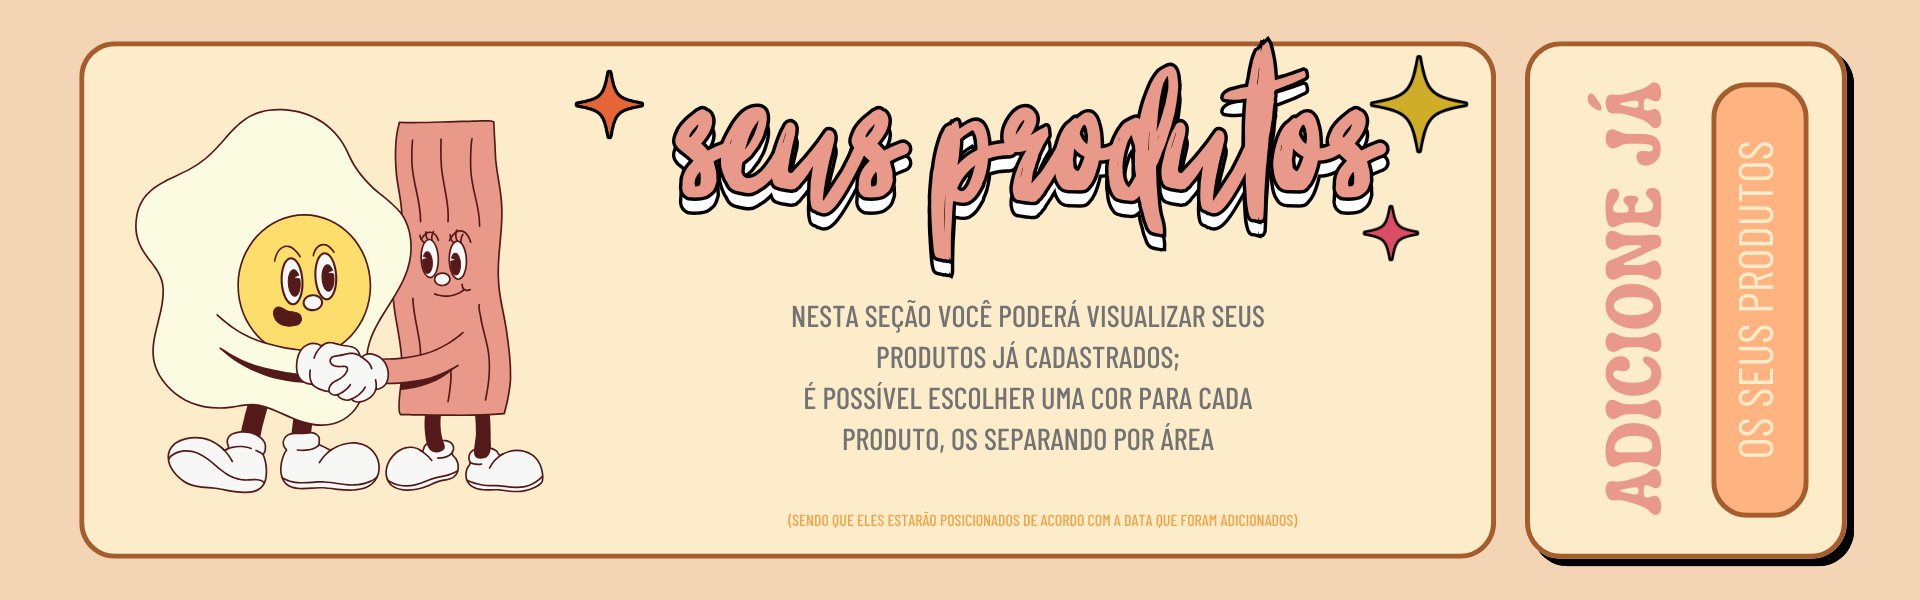 seus produtos
NESTA SEÇÃO VOCÊ PODERÁ VISUALIZAR SEUS
PRODUTOS JÁ CADASTRADOS;
É POSSÍVEL ESCOLHER UMA COR PARA CADA
PRODUTO, OS SEPARANDO POR ÁREA
(SENDO QUE ELES ESTARÃO POSICIONADOS DE ACORDO COM A DATA QUE FORAM ADICIONADOS)
ADICIONE JÁ
OS SEUS PRODUTOS